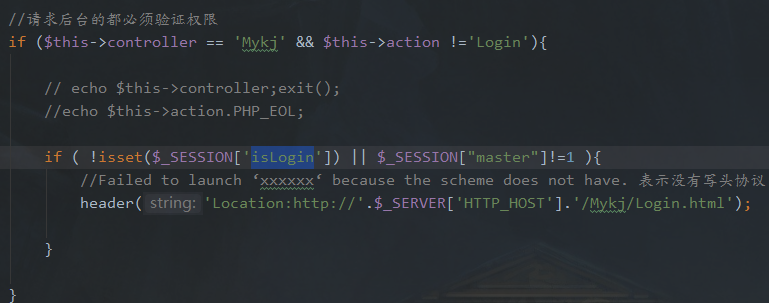 //请求后台的都必须验证权限
if ($this->controller == 'Mykj' && $this->action !='Login'){
// echo $this->controller;exit();
//echo $this->action.PHP_EOL;
if ( !isset($_SESSION['isLogin']) || $_SESSION["master"]!=1 ){
//Failed to launch ‘xxxxxx‘ because the scheme does not have. 表示没有写头协议
header( string: 'Location:http://'.$_SERVER['HTTP_HOST'].'/Mykj/Login.html');
}
}